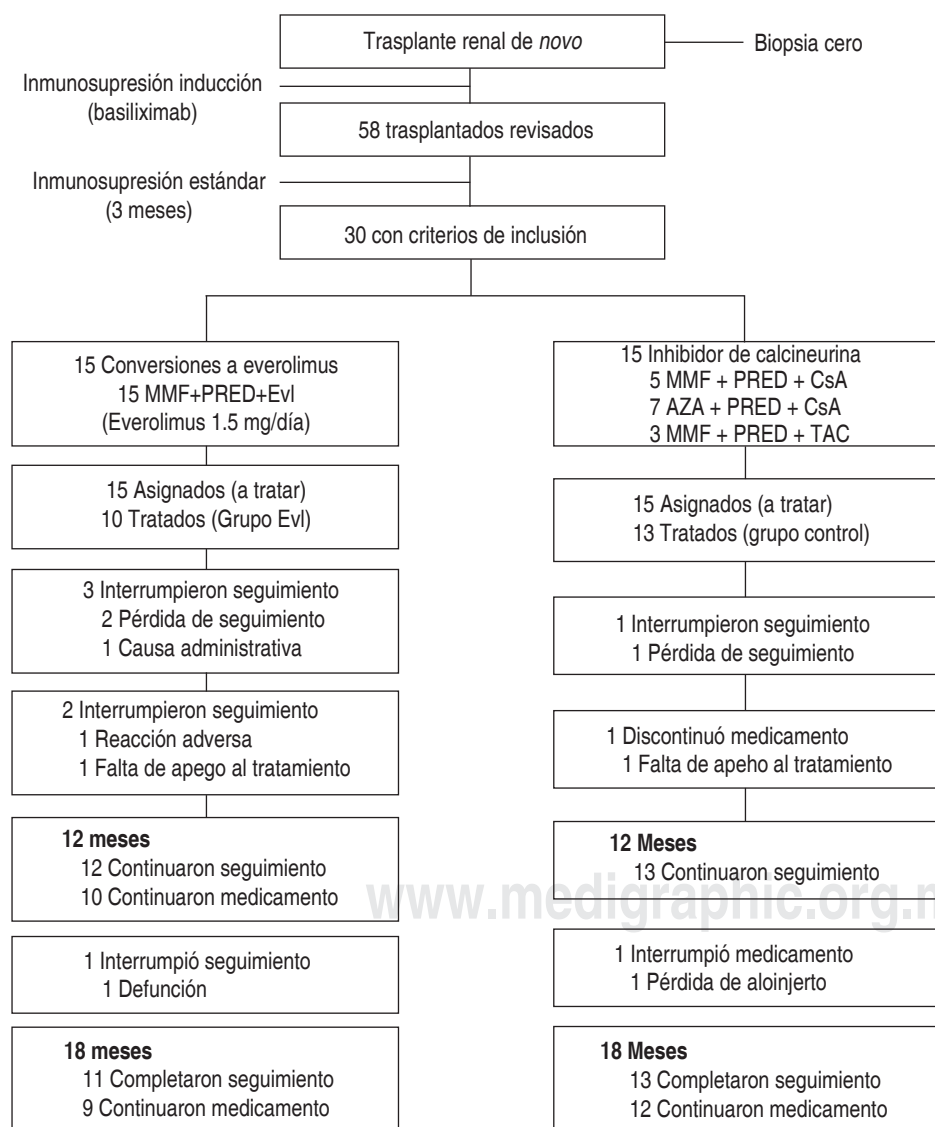 Trasplante renal de novo
Biopsia cero
Inmunosupresión inducción
(basiliximab)
58 trasplantados revisados
Inmunosupresión estándar
(3 meses)
30 con criterios de inclusión
15 Conversiones a everolimus
15 MMF+PRED+Evl
(Everolimus 1.5 mg/día)
15 Asignados (a tratar)
10 Tratados (Grupo Evl)
3 Interrumpieron seguimiento
2 Pérdida de seguimiento
1 Causa administrativa
2 Interrumpieron seguimiento
1 Reacción adversa
1 Falta de apego al tratamiento
12 meses
12 Continuaron seguimiento
10 Continuaron medicamento
1 Interrumpió seguimiento
1 Defunción
18 meses
11 Completaron seguimiento
9 Continuaron medicamento
15 Inhibidor de calcineurina
5 MMF + PRED + CsA
7 AZA + PRED + CsA
3 MMF + PRED + TAC
15 Asignados (a tratar)
13 Tratados (grupo control)
1 Interrumpieron seguimiento
1 Pérdida de seguimiento
1 Discontinuó medicamento
1 Falta de apeho al tratamiento
12 Meses
13 Continuaron seguimiento
1 Interrumpió medicamento
1 Pérdida de aloinjerto
18 Meses
13 Completaron seguimiento
12 Continuaron medicamento
www.medigraphic.org.m